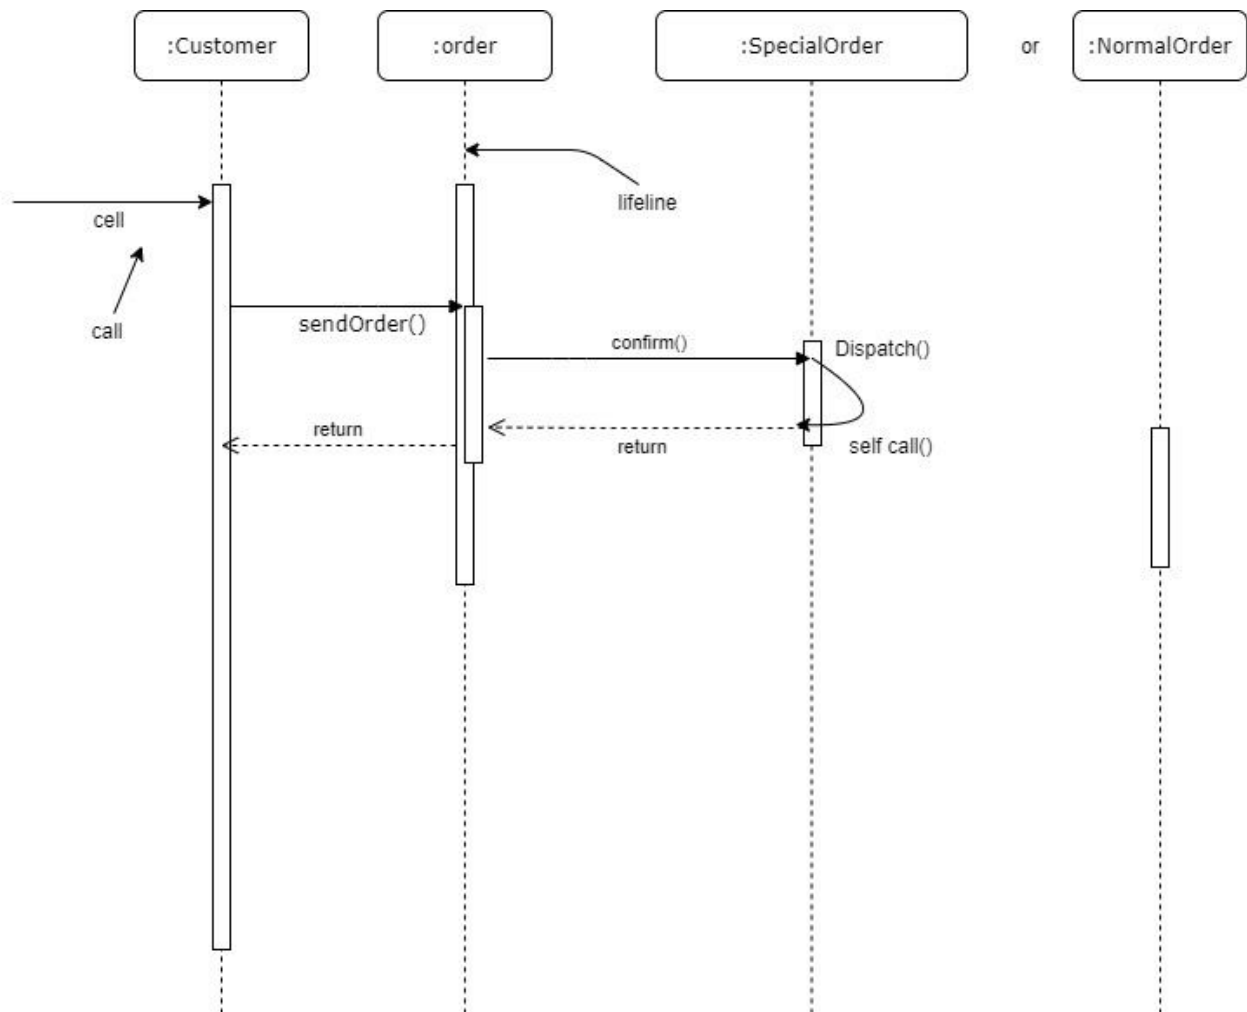 :Customer
:order
:SpecialOrder
or
:NormalOrder
lifeline
cell
call
sendOrder()
confirm()
Dispatch()
return
return
self call()